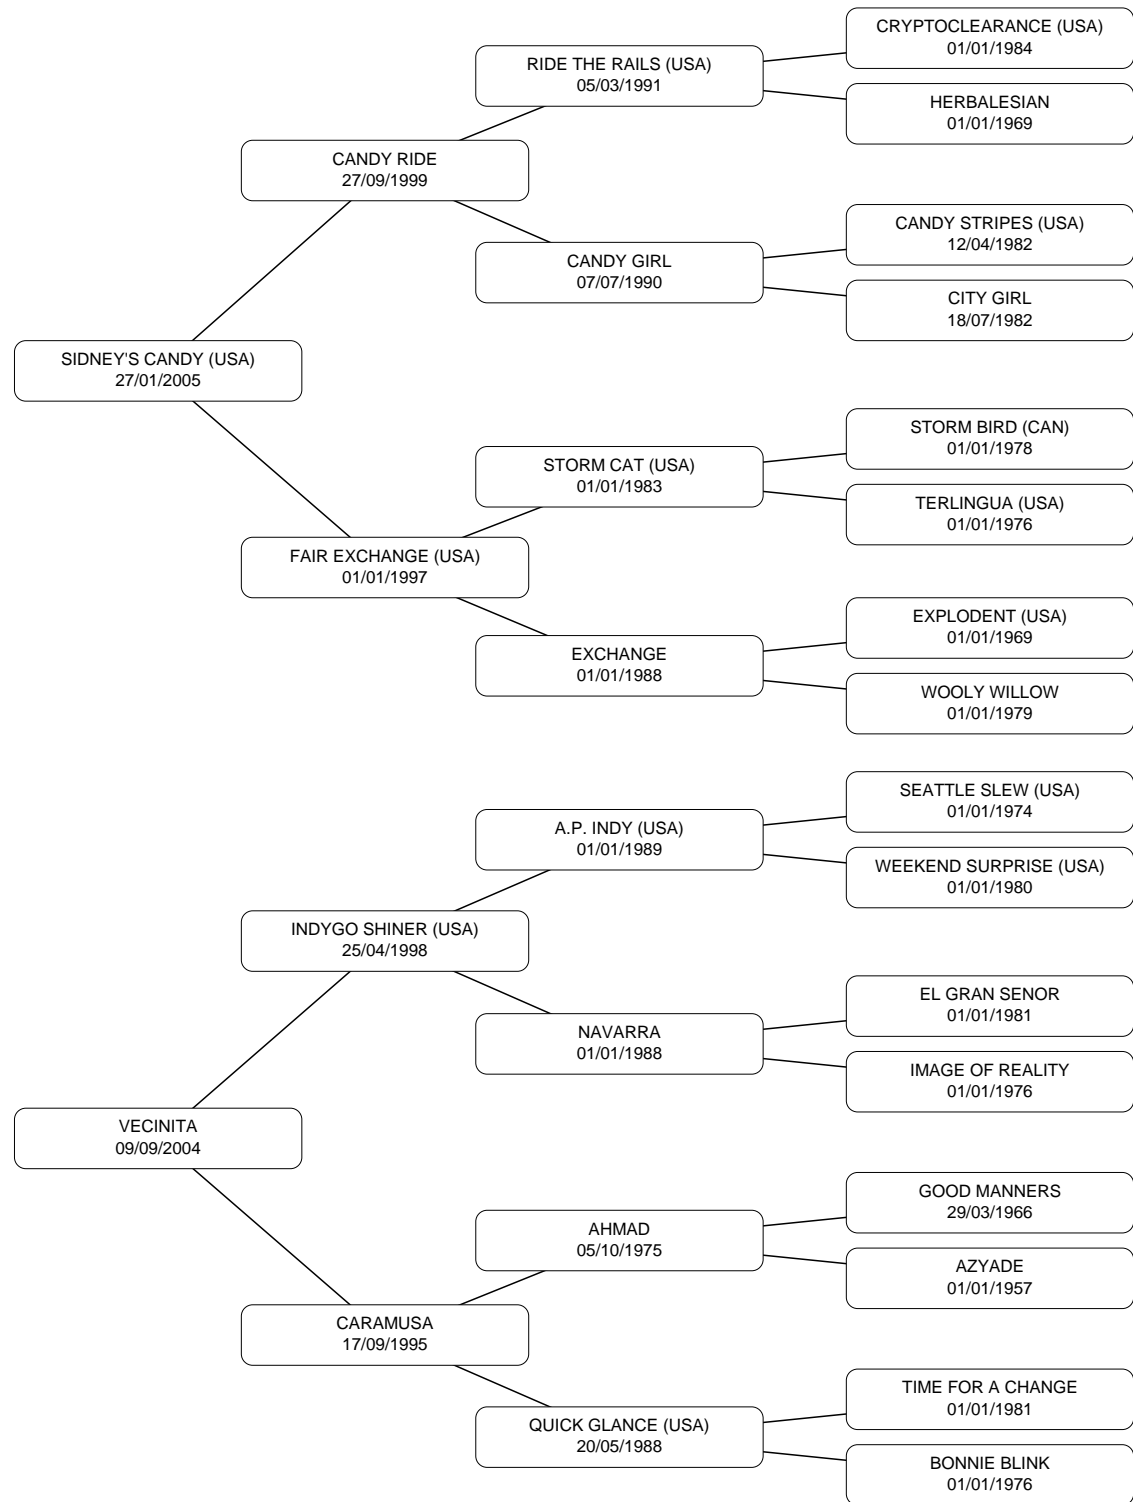 CRYPTOCLEARANCE (USA)
01/01/1984
RIDE THE RAILS (USA)
05/03/1991
HERBALESIAN
01/01/1969
CANDY RIDE
27/09/1999
CANDY STRIPES (USA)
12/04/1982
CANDY GIRL
07/07/1990
CITY GIRL
18/07/1982
SIDNEY'S CANDY (USA)
27/01/2005
STORM BIRD (CAN)
01/01/1978
STORM CAT (USA)
01/01/1983
TERLINGUA (USA)
01/01/1976
FAIR EXCHANGE (USA)
01/01/1997
EXPLODENT (USA)
01/01/1969
EXCHANGE
01/01/1988
WOOLY WILLOW
01/01/1979
SEATTLE SLEW (USA)
01/01/1974
A.P. INDY (USA)
01/01/1989
WEEKEND SURPRISE (USA)
01/01/1980
INDYGO SHINER (USA)
25/04/1998
EL GRAN SENOR
01/01/1981
NAVARRA
01/01/1988
IMAGE OF REALITY
01/01/1976
VECINITA
09/09/2004
GOOD MANNERS
29/03/1966
AHMAD
05/10/1975
AZYADE
01/01/1957
CARAMUSA
17/09/1995
TIME FOR A CHANGE
01/01/1981
QUICK GLANCE (USA)
20/05/1988
BONNIE BLINK
01/01/1976